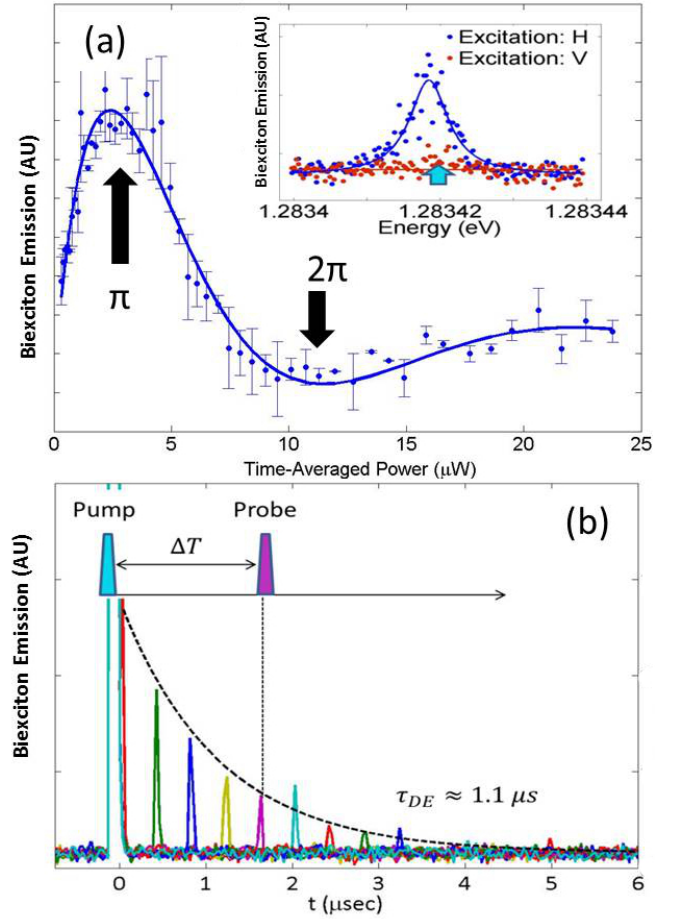 (a)
Biexciton Emission (AU)
π
2π
0 5 10 15 20 25
Time-Averaged Power (µW)
Biexciton Emission (AU)
Excitation: H
Excitation: V
1.28334 1.28342 1.28344
Energy (eV)
(b)
Biexciton Emission (AU)
Pump Probe
ΔT
τDE ≈ 1.1 µs
0 1 2 3 4 5 6
t (µsec)